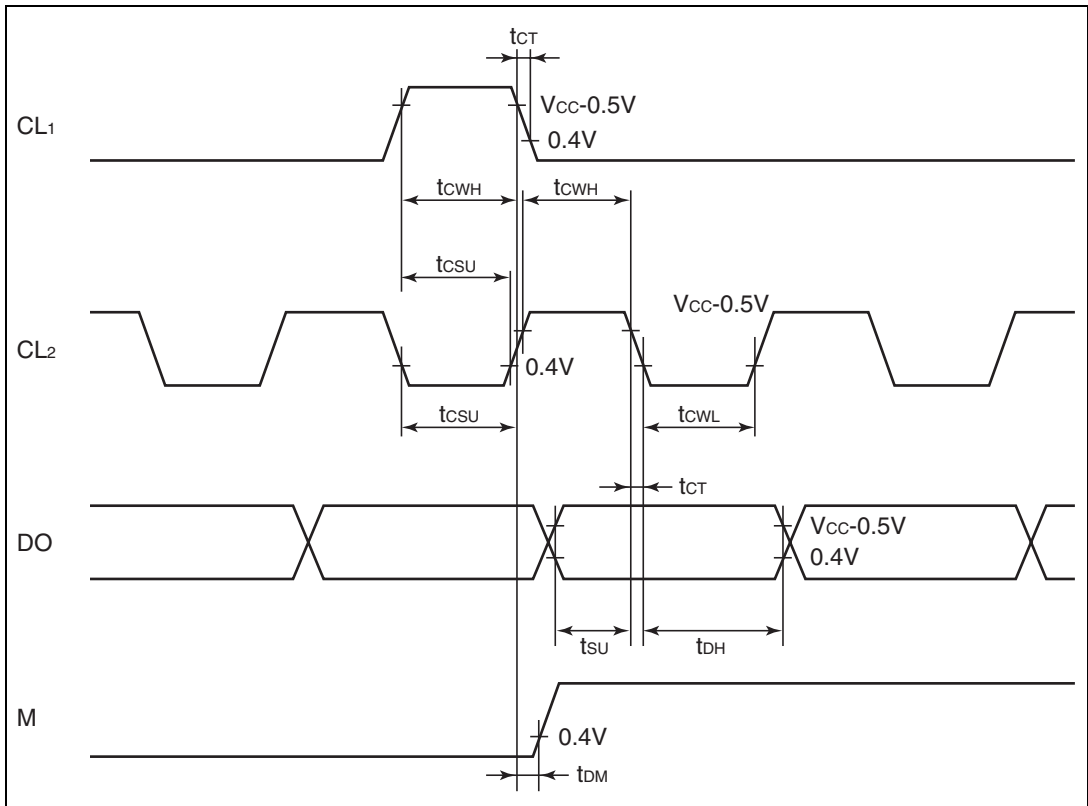 tCT
CL1
VCC-0.5V
0.4V
tCWH
tCWH
tCSU
VCC-0.5V
CL2
0.4V
tCSU
tCWL
tCT
DO
VCC-0.5V
0.4V
tSU
tDH
M
0.4V
tDM